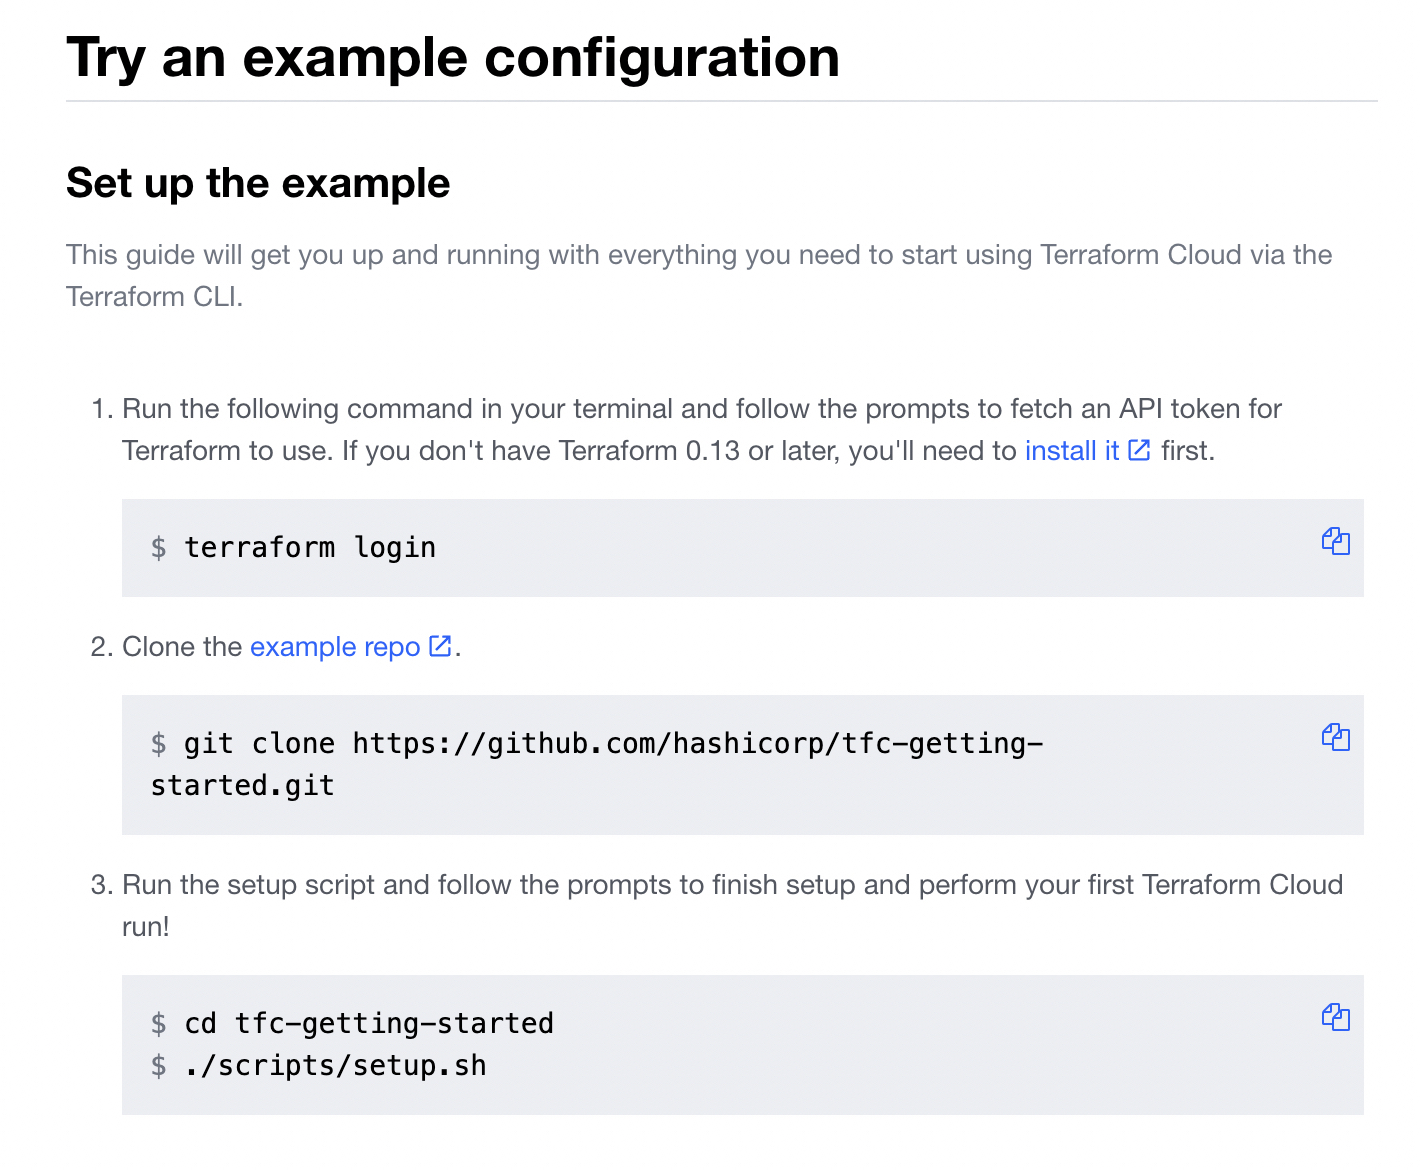 Try an example configuration
Set up the example
This guide will get you up and running with everything you need to start using Terraform Cloud via the
Terraform CLI.
1. Run the following command in your terminal and follow the prompts to fetch an API token for
Terraform to use. If you don't have Terraform 0.13 or later, you'll need to install it first.
$ terraform login
2. Clone the example repo .
$ git clone https://github.com/hashicorp/tfc-getting-
started.git
3. Run the setup script and follow the prompts to finish setup and perform your first Terraform Cloud
run!
$ cd tfc-getting-started
$ ./scripts/setup.sh